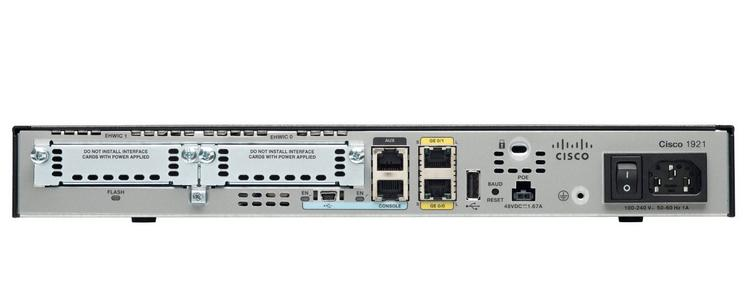 EHWIC 1
EHWIC 0
DO NOT INSTALL INTERFACE
CARDS WITH POWER APPLIED
DO NOT INSTALL INTERFACE
CARDS WITH POWER APPLIED
FLASH
EN
EN
AUX
CONSOLE
GE 0/1
GE 0/0
S
S
L
BAUD
RESET
POE
48VDC 1.67A
CISCO
Cisco 1921
100-240 V~ 50-60 Hz 1A